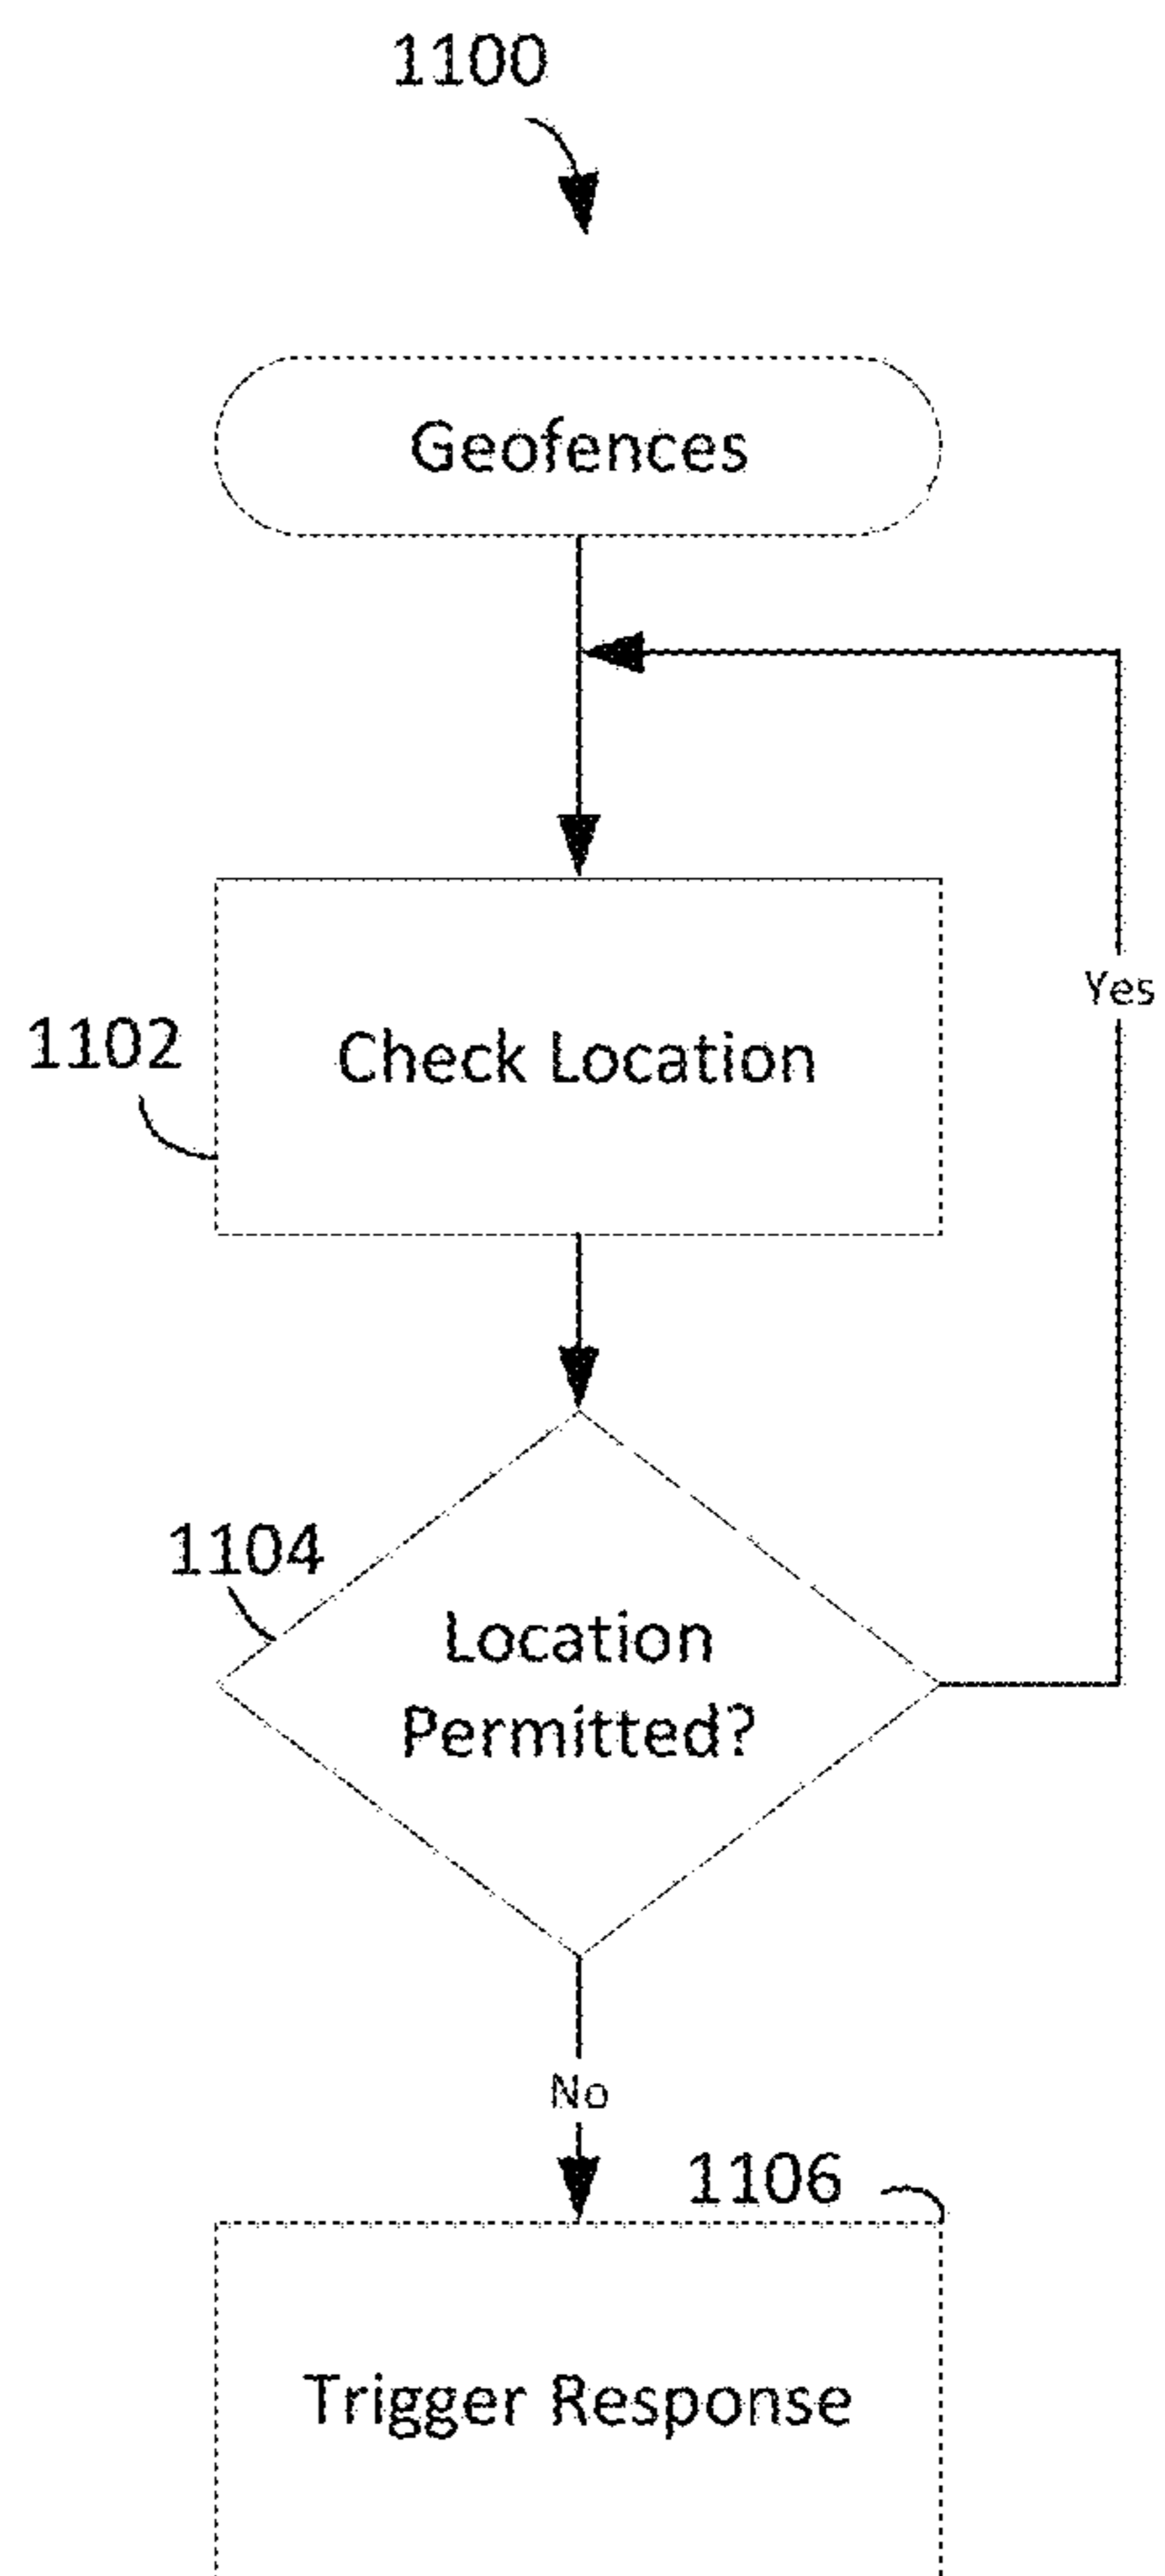 1100
Geofences
Yes
1102
Check Location
1104
Location
Permitted?
No
1106
Trigger Response